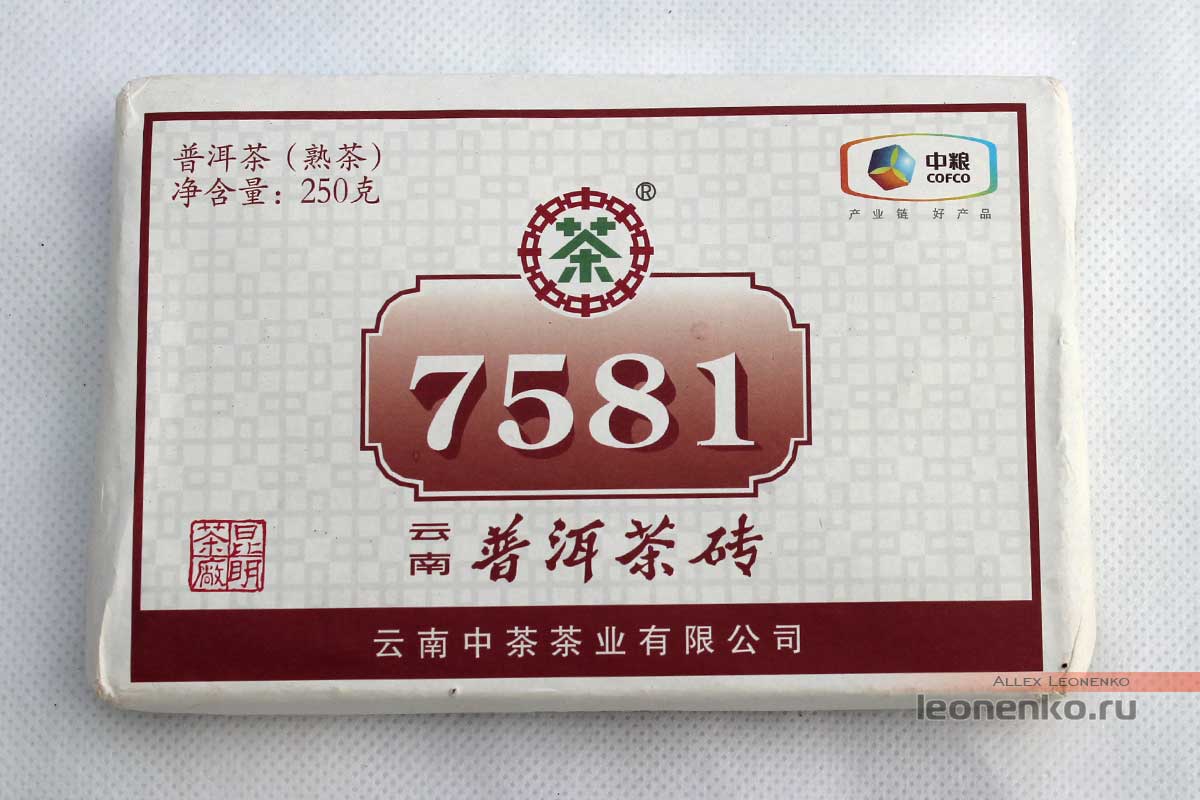 普洱茶（熟茶）
净含量：250克
中粮
COFCO
产业链 好产品
茶
®
7581
云南
普洱茶砖
昆明
茶廠
云南中茶茶业有限公司
ALLEX LEONENKO
leonenko.ru